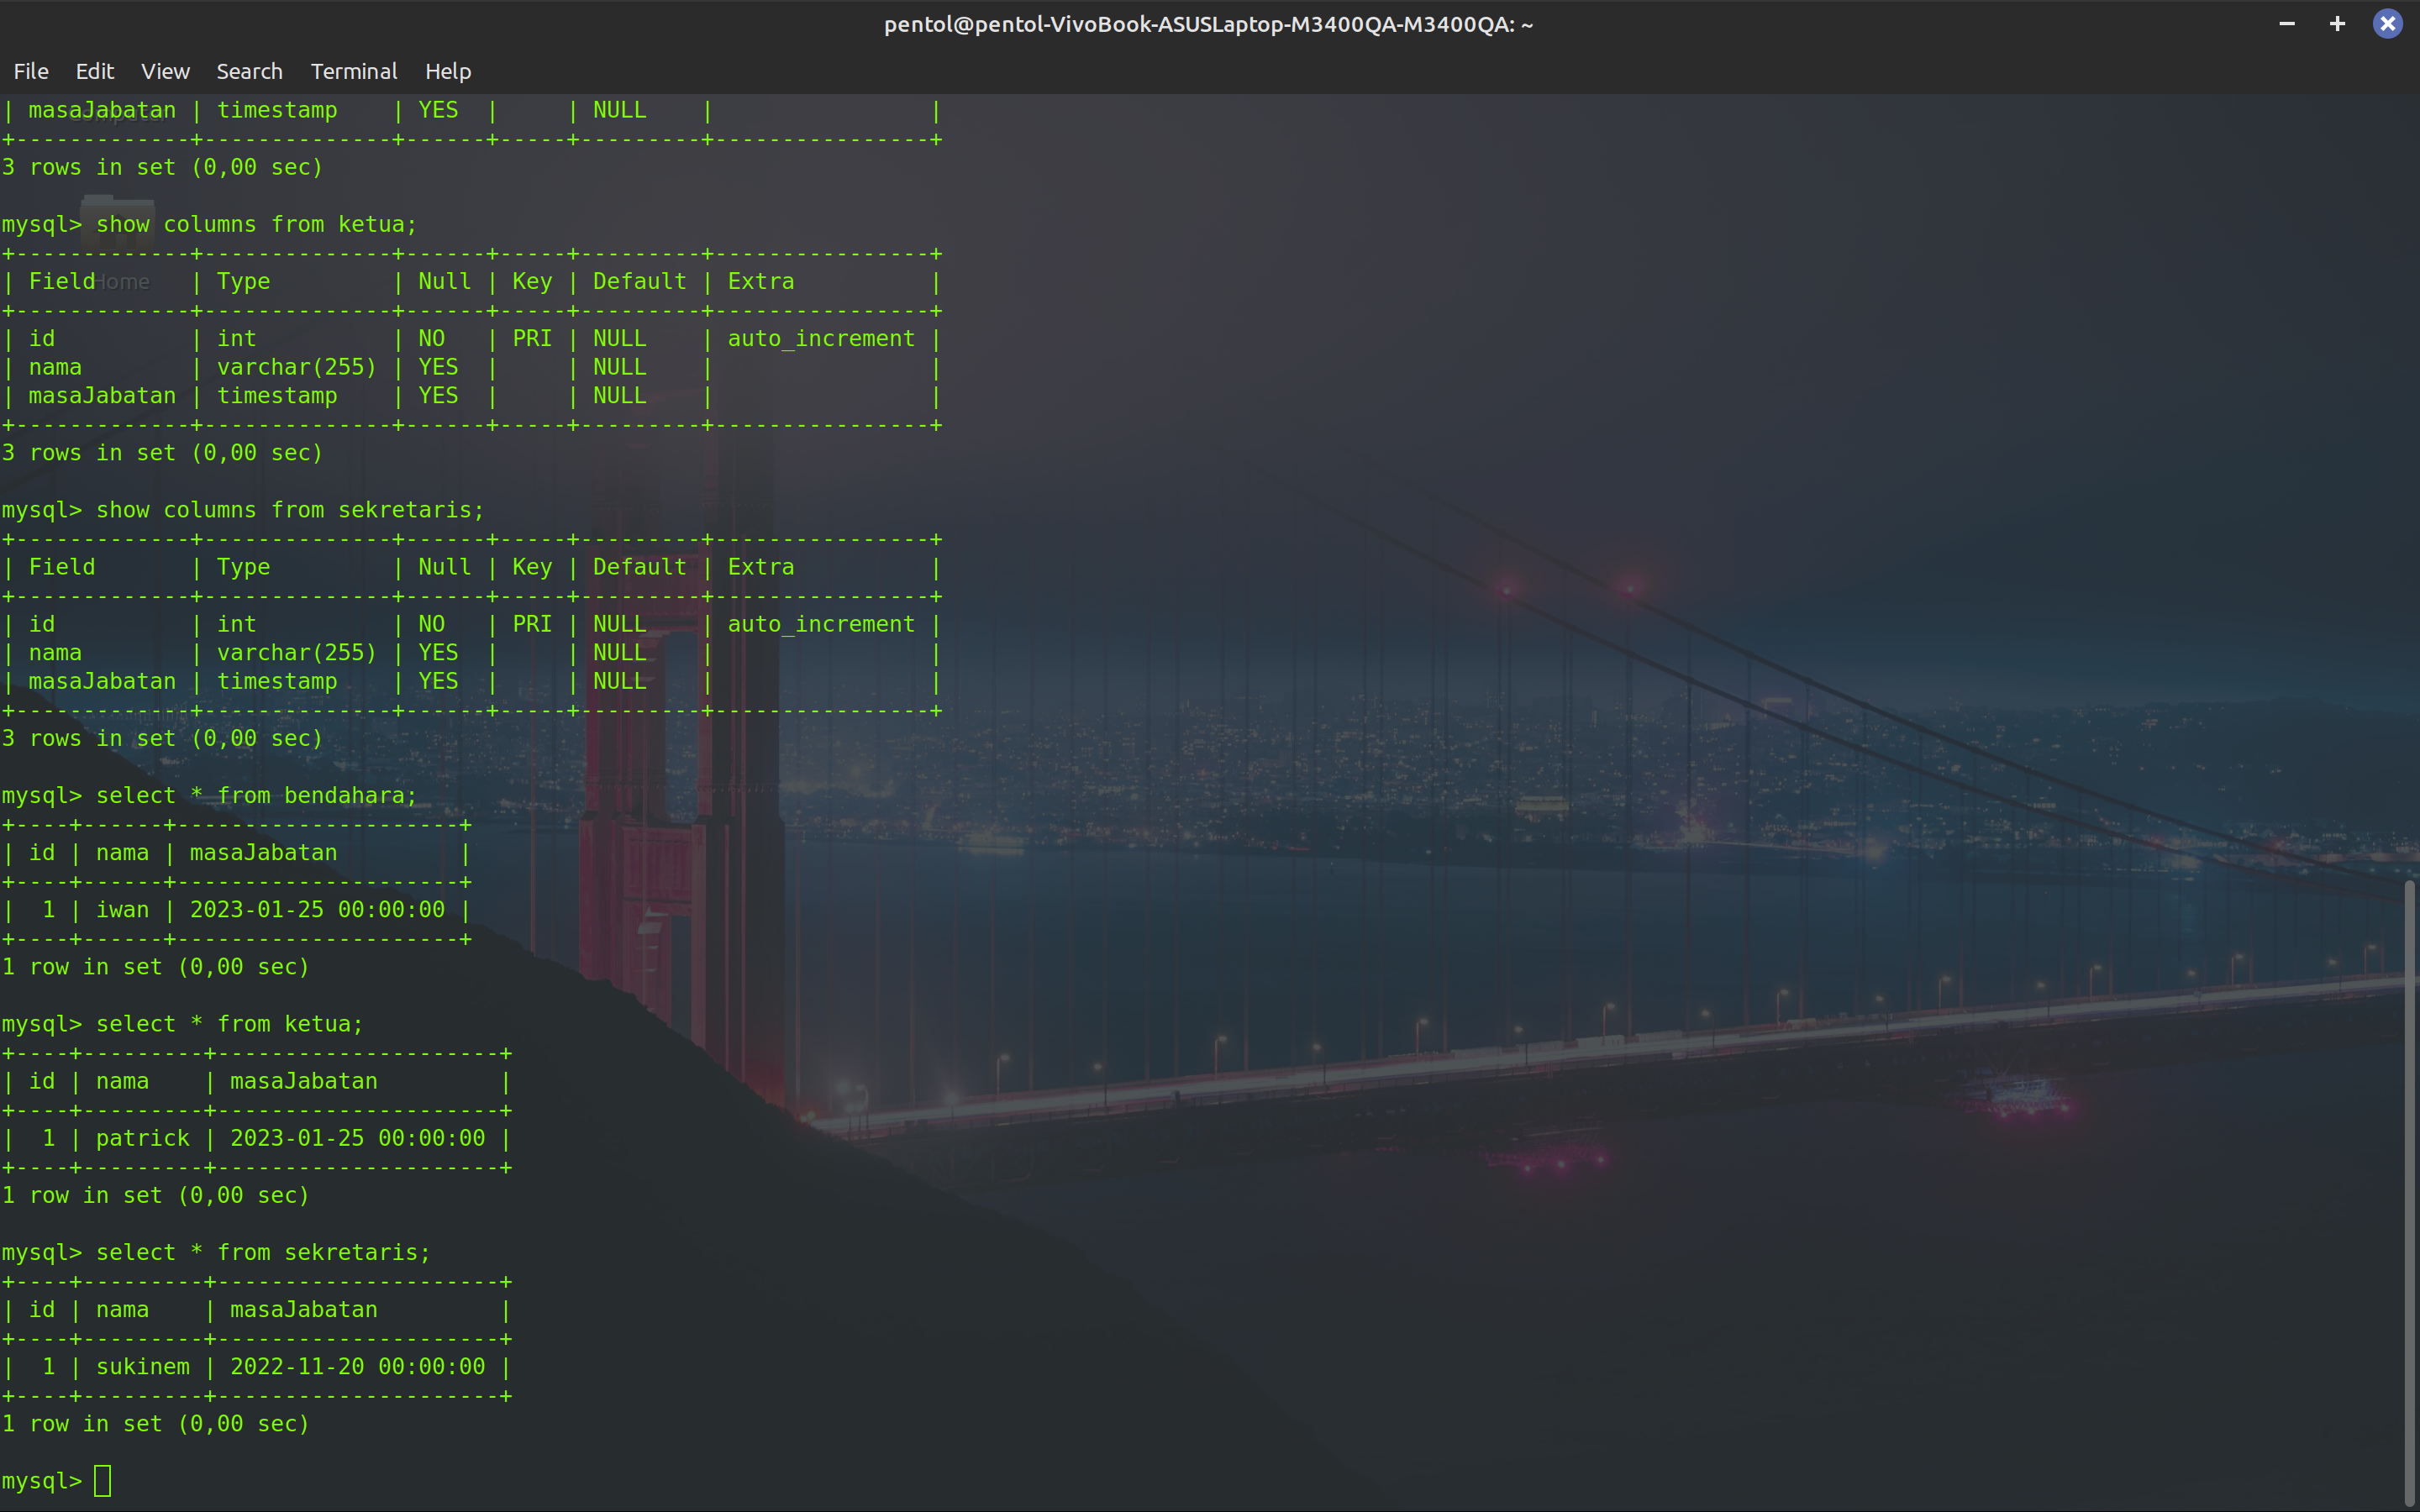 pentol@pentol-VivoBook-ASUSLaptop-M3400QA-M3400QA: ~
File Edit View Search Terminal Help
| masaJabatan | timestamp    | YES  |     | NULL    |                |
+-------------+--------------+------+-----+---------+----------------+
3 rows in set (0,00 sec)

mysql> show columns from ketua;
+-------------+--------------+------+-----+---------+----------------+
| Field       | Type         | Null | Key | Default | Extra          |
+-------------+--------------+------+-----+---------+----------------+
| id          | int          | NO   | PRI | NULL    | auto_increment |
| nama        | varchar(255) | YES  |     | NULL    |                |
| masaJabatan | timestamp    | YES  |     | NULL    |                |
+-------------+--------------+------+-----+---------+----------------+
3 rows in set (0,00 sec)

mysql> show columns from sekretaris;
+-------------+--------------+------+-----+---------+----------------+
| Field       | Type         | Null | Key | Default | Extra          |
+-------------+--------------+------+-----+---------+----------------+
| id          | int          | NO   | PRI | NULL    | auto_increment |
| nama        | varchar(255) | YES  |     | NULL    |                |
| masaJabatan | timestamp    | YES  |     | NULL    |                |
+-------------+--------------+------+-----+---------+----------------+
3 rows in set (0,00 sec)

mysql> select * from bendahara;
+----+------+---------------------+
| id | nama | masaJabatan         |
+----+------+---------------------+
|  1 | iwan | 2023-01-25 00:00:00 |
+----+------+---------------------+
1 row in set (0,00 sec)

mysql> select * from ketua;
+----+---------+---------------------+
| id | nama    | masaJabatan         |
+----+---------+---------------------+
|  1 | patrick | 2023-01-25 00:00:00 |
+----+---------+---------------------+
1 row in set (0,00 sec)

mysql> select * from sekretaris;
+----+---------+---------------------+
| id | nama    | masaJabatan         |
+----+---------+---------------------+
|  1 | sukinem | 2022-11-20 00:00:00 |
+----+---------+---------------------+
1 row in set (0,00 sec)

mysql>
Computer
Home